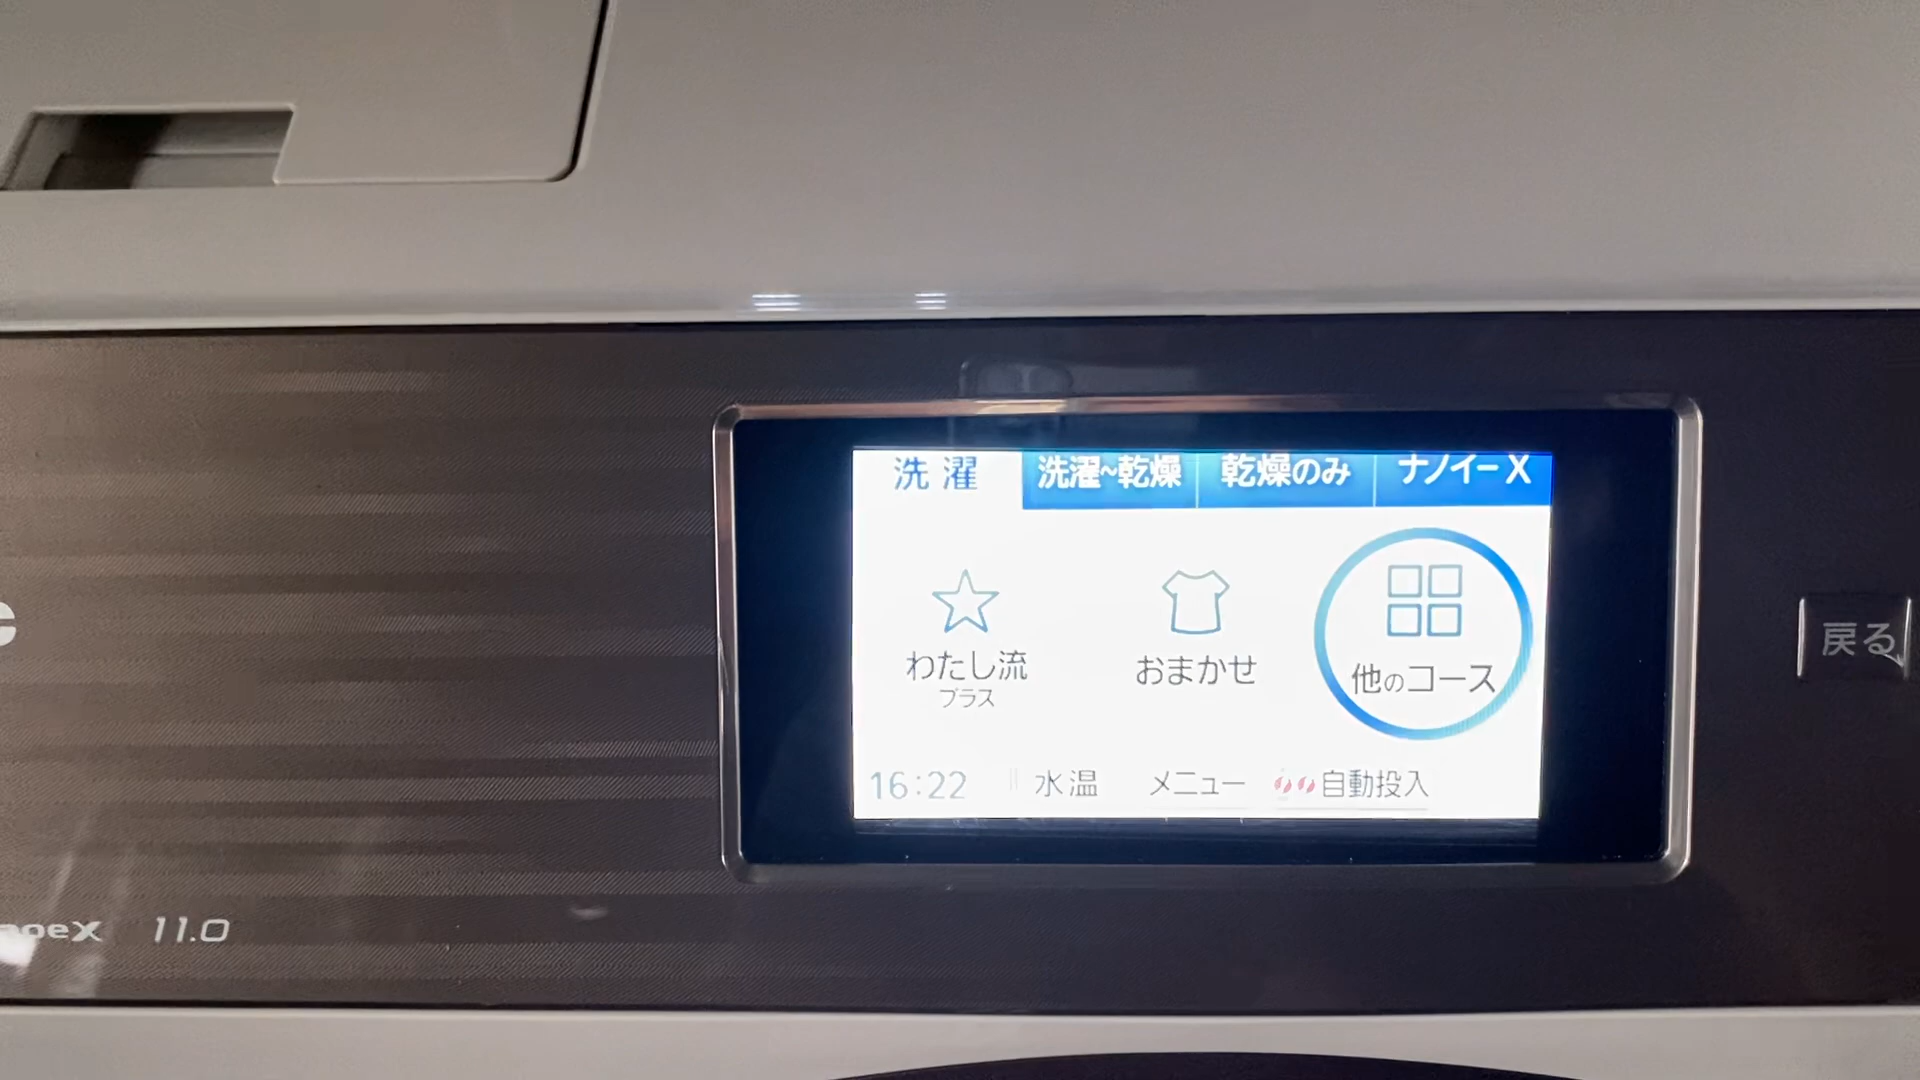 洗濯 洗濯~乾燥 乾燥のみ ナノイーX
わたし流 おまかせ 他のコース
プラス
16:22 水温 メニュー 自動投入
戻る
11.0